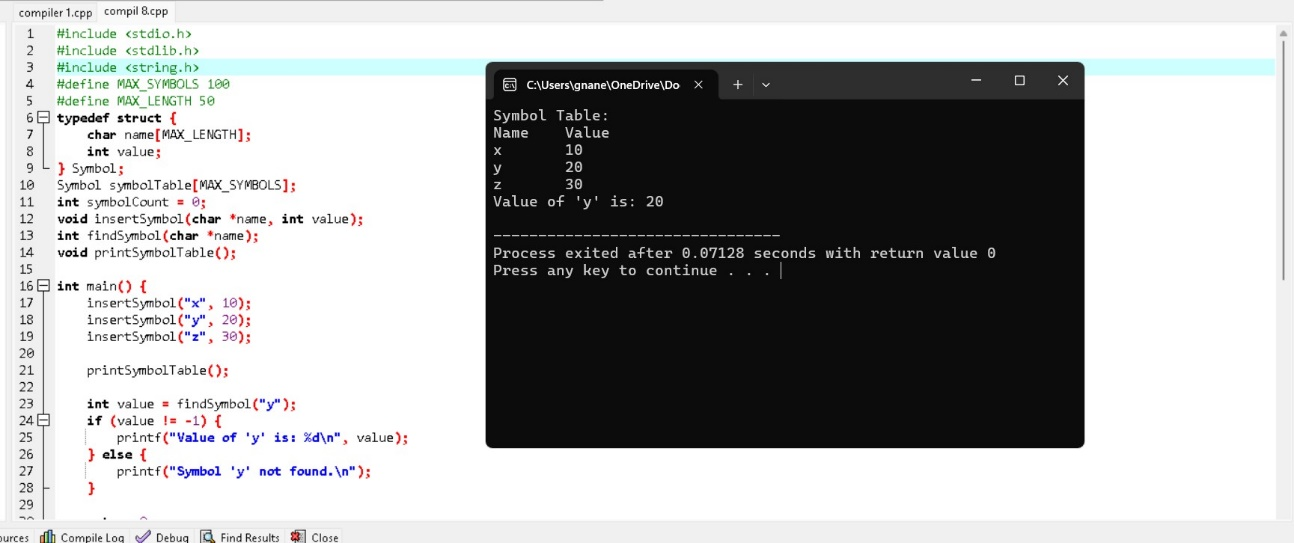 compiler 1.cpp compil 8.cpp
1 #include <stdio.h>
2 #include <stdlib.h>
3 #include <string.h>
4 #define MAX_SYMBOLS 100
5 #define MAX_LENGTH 50
6 typedef struct {
7 char name[MAX_LENGTH];
8 int value;
9 } Symbol;
10 Symbol symbolTable[MAX_SYMBOLS];
11 int symbolCount = 0;
12 void insertSymbol(char *name, int value);
13 int findSymbol(char *name);
14 void printSymbolTable();
15
16 int main() {
17 insertSymbol("x", 10);
18 insertSymbol("y", 20);
19 insertSymbol("z", 30);
20
21 printSymbolTable();
22
23 int value = findSymbol("y");
24 if (value != -1) {
25 printf("Value of 'y' is: %d\n", value);
26 } else {
27 printf("Symbol 'y' not found.\n");
28 }
29
C:\Users\gnane\OneDrive\Do
Symbol Table:
Name Value
x 10
y 20
z 30
Value of 'y' is: 20
--------------------------------
Process exited after 0.07128 seconds with return value 0
Press any key to continue . . .
Compile Log Debug Find Results Close